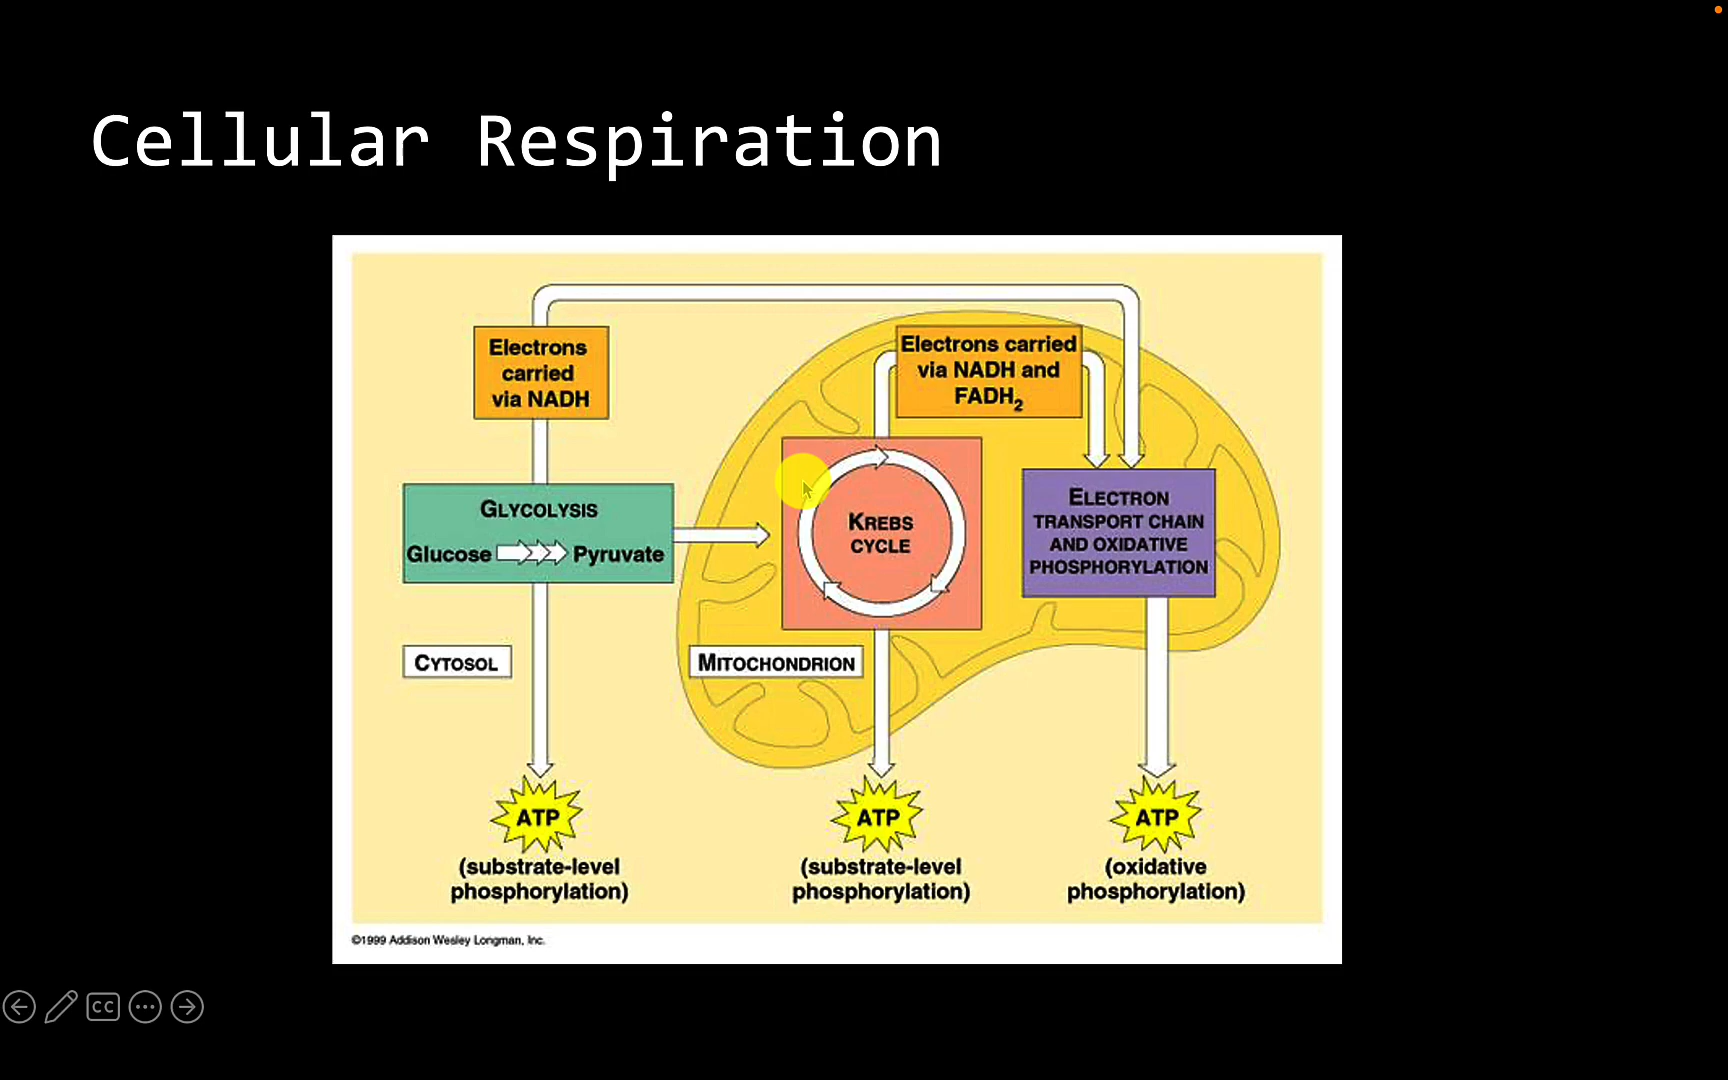 Cellular Respiration
Electrons
carried
via NADH
Electrons carried
via NADH and
FADH2
GLYCOLYSIS
Glucose Pyruvate
KREBS
CYCLE
ELECTRON
TRANSPORT CHAIN
AND OXIDATIVE
PHOSPHORYLATION
CYTOSOL
MITOCHONDRION
ATP
(substrate-level
phosphorylation)
ATP
(substrate-level
phosphorylation)
ATP
(oxidative
phosphorylation)
©1999 Addison Wesley Longman, Inc.
CC